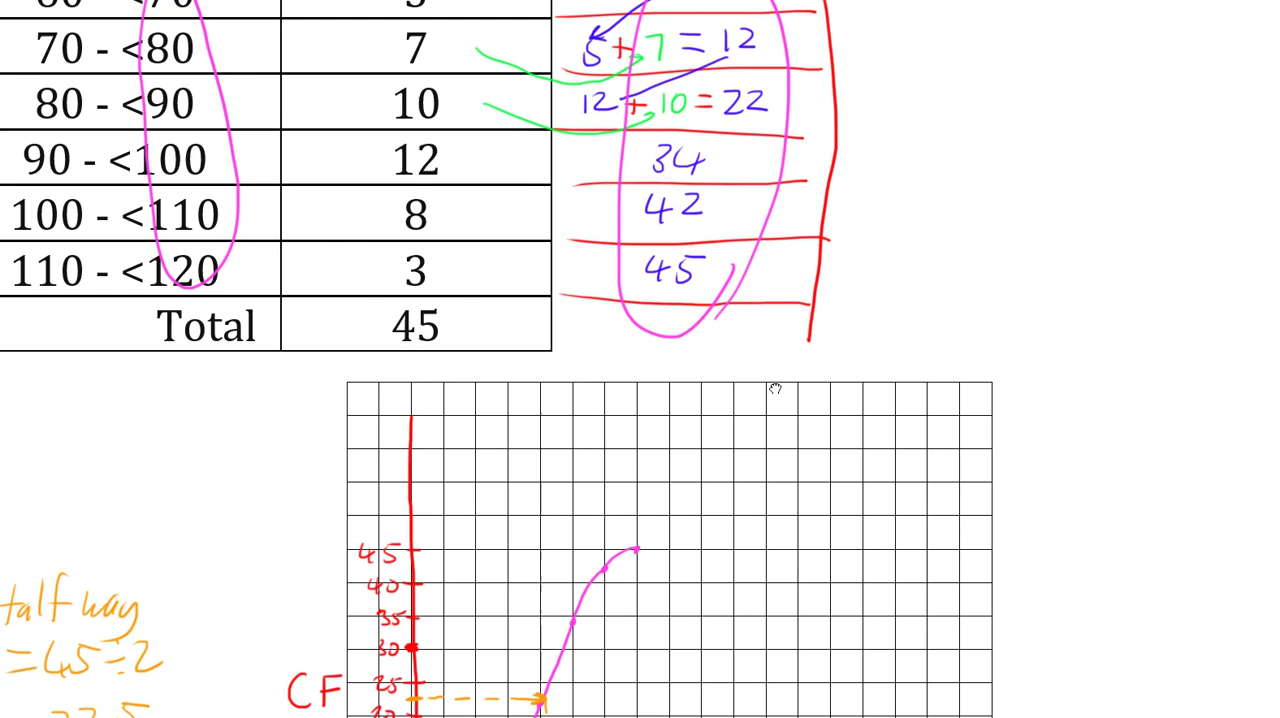 70 - <80 7 5 + 7 = 12
80 - <90 10 12 + 10 = 22
90 - <100 12 34
100 - <110 8 42
110 - <120 3 45
Total 45
45
40
35
30
CF 25
Half way
= 45 ÷ 2